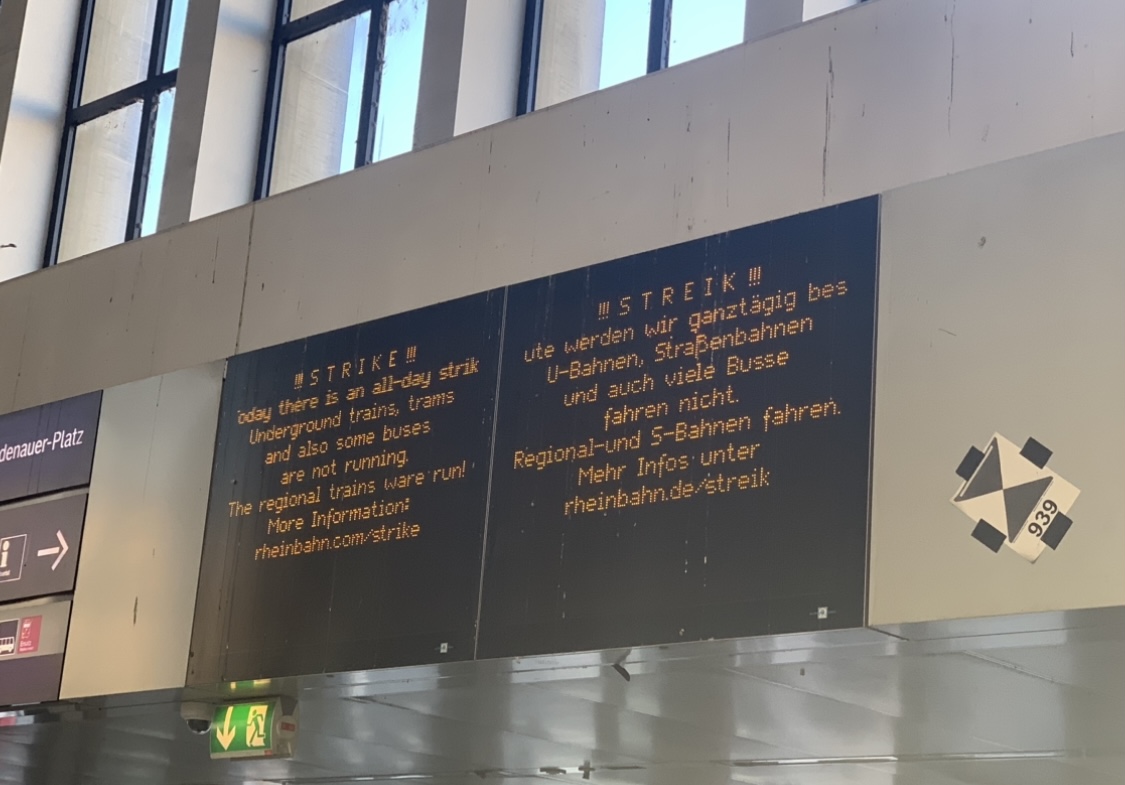 denauer-Platz
i
!!! S T R I K E !!!
oday there is an all-day strik
Underground trains, trams
and also some buses
are not running.
The regional trains ware run!
More Information:
rheinbahn.com/strike
!!! S T R E I K !!!
ute werden wir ganztägig bes
U-Bahnen, Straßenbahnen
und auch viele Busse
fahren nicht.
Regional-und S-Bahnen fahren.
Mehr Infos unter
rheinbahn.de/streik
939